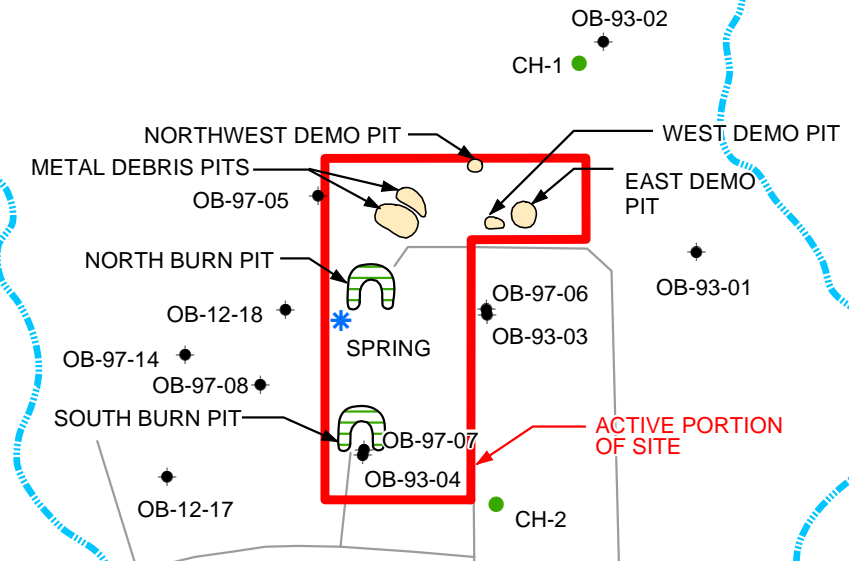 OB-93-02
CH-1
NORTHWEST DEMO PIT
WEST DEMO PIT
METAL DEBRIS PITS
EAST DEMO
PIT
OB-97-05
NORTH BURN PIT
OB-93-01
OB-97-06
OB-12-18
OB-93-03
SPRING
OB-97-14
OB-97-08
SOUTH BURN PIT
ACTIVE PORTION
OF SITE
OB-97-07
OB-93-04
OB-12-17
CH-2